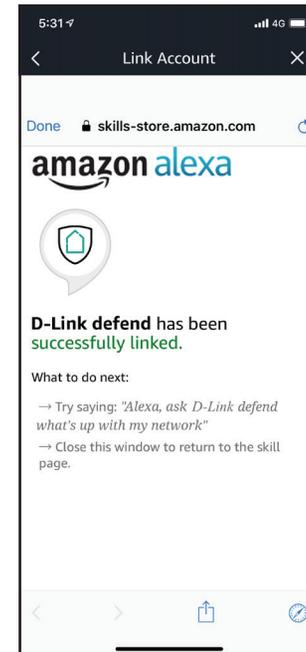 5:31
4G
Link Account
Done skills-store.amazon.com
amazon alexa
D-Link defend has been
successfully linked.
What to do next:
→ Try saying: "Alexa, ask D-Link defend
what's up with my network"
→ Close this window to return to the skill
page.